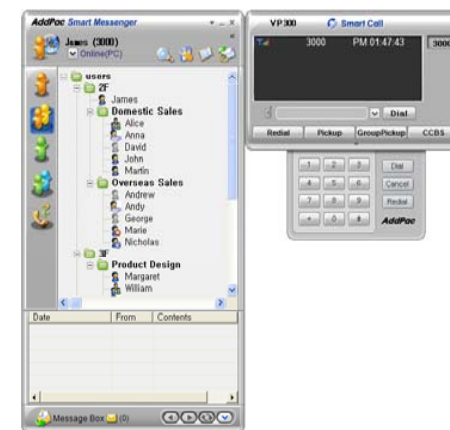 AddPac Smart Messenger
James (3000)
Online(PC)
users
2F
James
Domestic Sales
Alice
Anna
David
John
Martin
Overseas Sales
Andrew
Andy
George
Marie
Nicholas
3F
Product Design
Margaret
William
Date From Contents
Message Box (0)
VP300 Smart Call
3000 PM 01:47:43 3000
Dial
Redial Pickup GroupPickup CCBS
1 2 3 Dial
4 5 6 Cancel
7 8 9 Redial
* 0 # AddPac